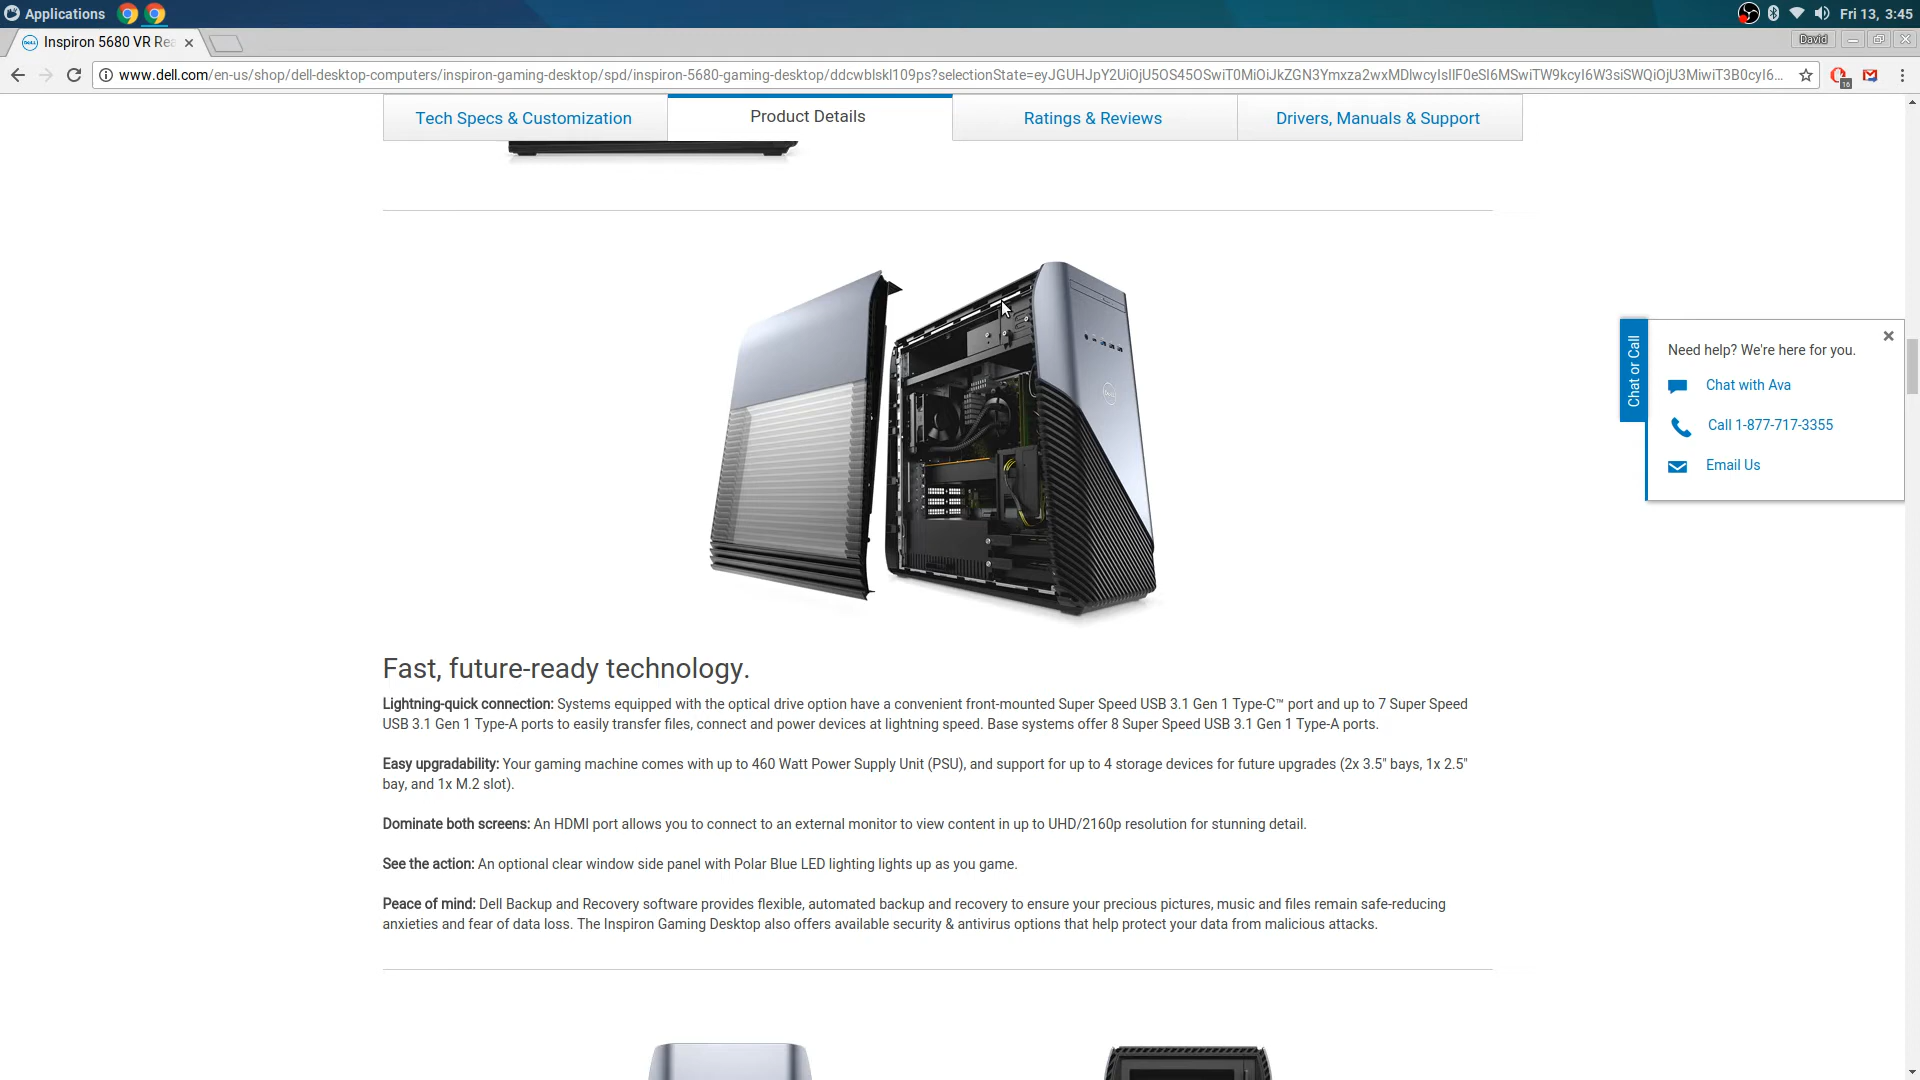 Applications
Fri 13, 3:45
Inspiron 5680 VR Rea
David
www.dell.com/en-us/shop/dell-desktop-computers/inspiron-gaming-desktop/spd/inspiron-5680-gaming-desktop/ddcwblskl109ps?selectionState=eyJGUHJpY2UiOjU5OS45OSwiT0MiOiJkZGN3Ymxza2wxMDlwcyIsIlF0eSI6MSwiTW9kcyI6W3siSWQiOjU3MiwiT3B0cyI6...
16
Tech Specs & Customization
Product Details
Ratings & Reviews
Drivers, Manuals & Support
Chat or Call
Need help? We're here for you.
Chat with Ava
Call 1-877-717-3355
Email Us
Fast, future-ready technology.
Lightning-quick connection: Systems equipped with the optical drive option have a convenient front-mounted Super Speed USB 3.1 Gen 1 Type-C™ port and up to 7 Super Speed
USB 3.1 Gen 1 Type-A ports to easily transfer files, connect and power devices at lightning speed. Base systems offer 8 Super Speed USB 3.1 Gen 1 Type-A ports.
Easy upgradability: Your gaming machine comes with up to 460 Watt Power Supply Unit (PSU), and support for up to 4 storage devices for future upgrades (2x 3.5" bays, 1x 2.5"
bay, and 1x M.2 slot).
Dominate both screens: An HDMI port allows you to connect to an external monitor to view content in up to UHD/2160p resolution for stunning detail.
See the action: An optional clear window side panel with Polar Blue LED lighting lights up as you game.
Peace of mind: Dell Backup and Recovery software provides flexible, automated backup and recovery to ensure your precious pictures, music and files remain safe-reducing
anxieties and fear of data loss. The Inspiron Gaming Desktop also offers available security & antivirus options that help protect your data from malicious attacks.